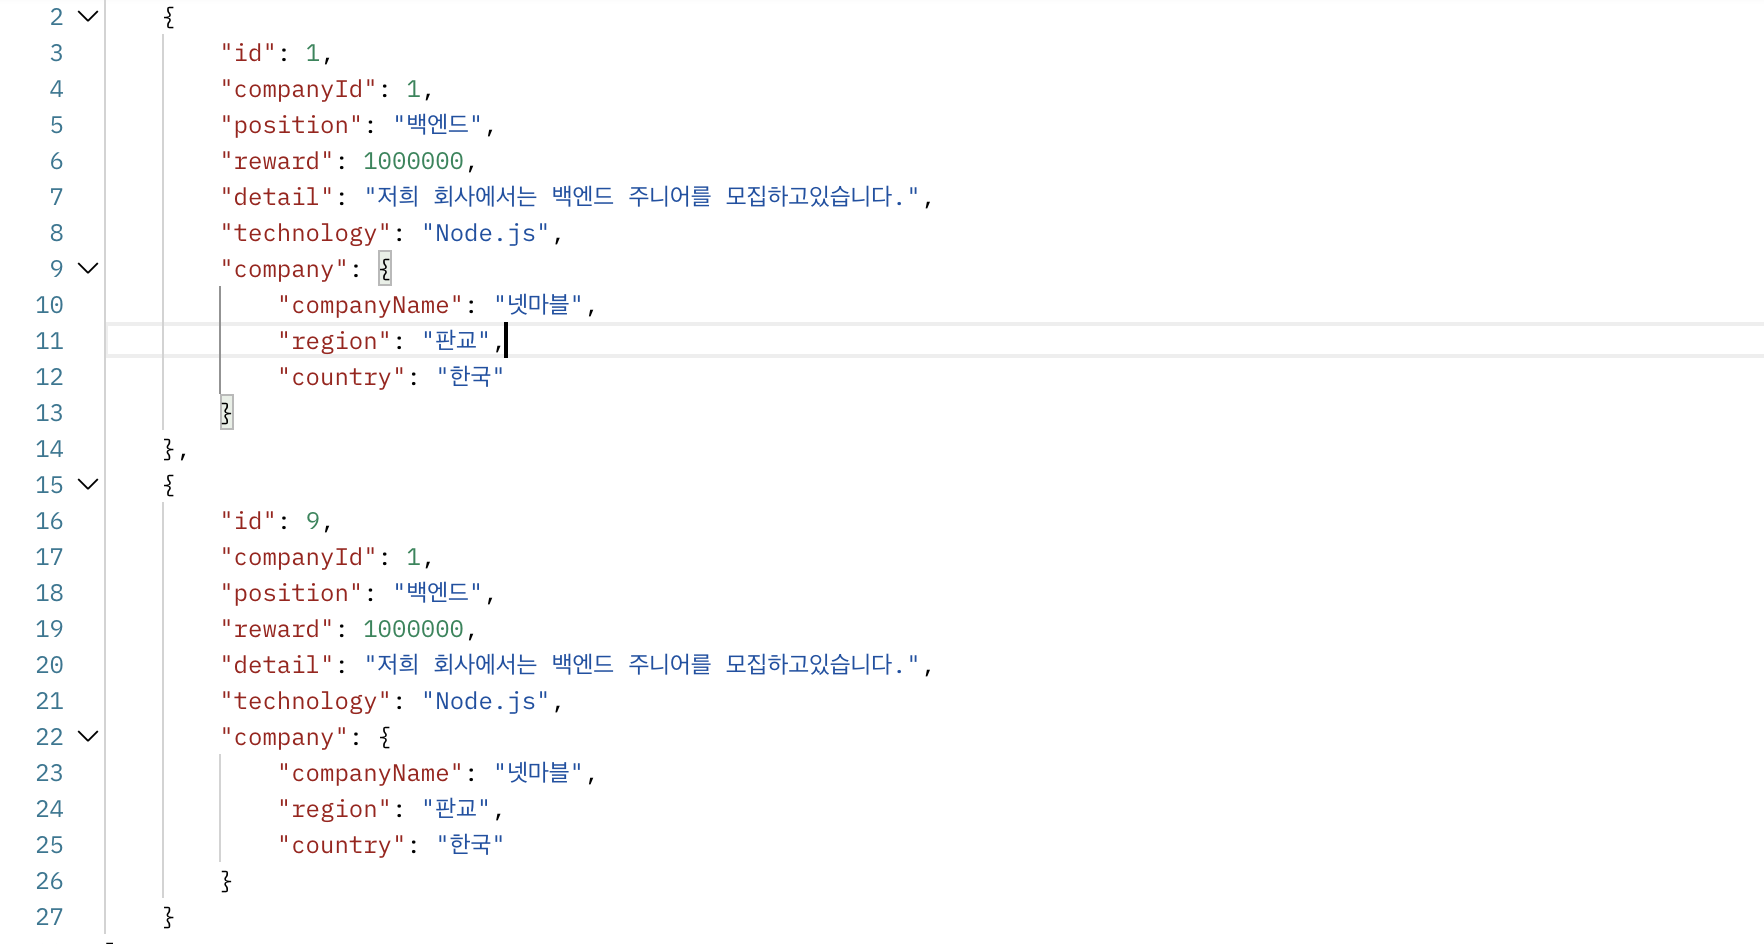 2 {
3 "id": 1,
4 "companyId": 1,
5 "position": "백엔드",
6 "reward": 1000000,
7 "detail": "저희 회사에서는 백엔드 주니어를 모집하고있습니다.",
8 "technology": "Node.js",
9 "company": {
10 "companyName": "넷마블",
11 "region": "판교",
12 "country": "한국"
13 }
14 },
15 {
16 "id": 9,
17 "companyId": 1,
18 "position": "백엔드",
19 "reward": 1000000,
20 "detail": "저희 회사에서는 백엔드 주니어를 모집하고있습니다.",
21 "technology": "Node.js",
22 "company": {
23 "companyName": "넷마블",
24 "region": "판교",
25 "country": "한국"
26 }
27 }